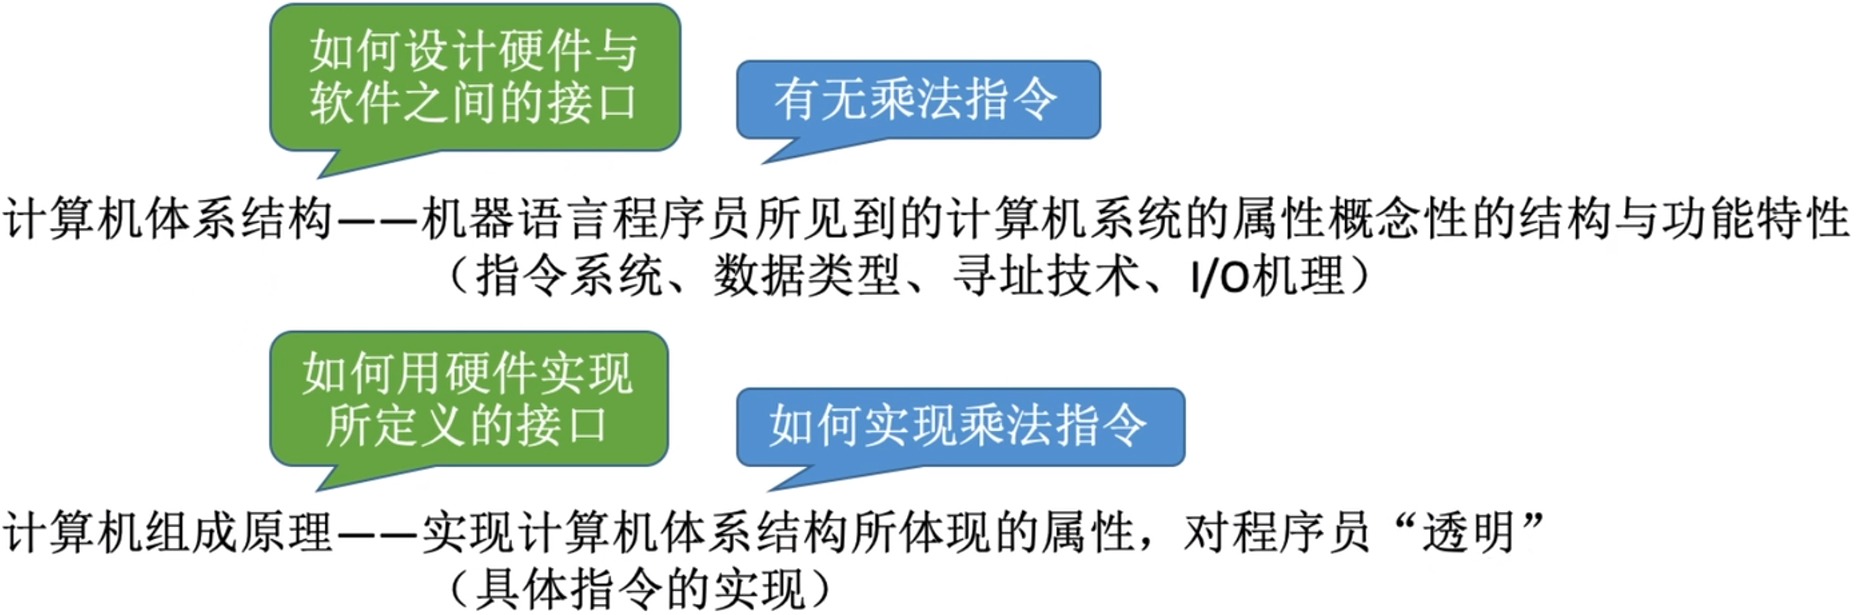 如何设计硬件与
软件之间的接口
有无乘法指令
计算机体系结构——机器语言程序员所见到的计算机系统的属性概念性的结构与功能特性
（指令系统、数据类型、寻址技术、I/O机理）
如何用硬件实现
所定义的接口
如何实现乘法指令
计算机组成原理——实现计算机体系结构所体现的属性，对程序员“透明”
（具体指令的实现）